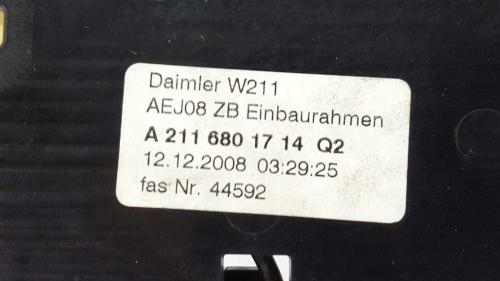 Daimler W211
AEJ08 ZB Einbaurahmen
A 211 680 17 14 Q2
12.12.2008 03:29:25
fas Nr. 44592